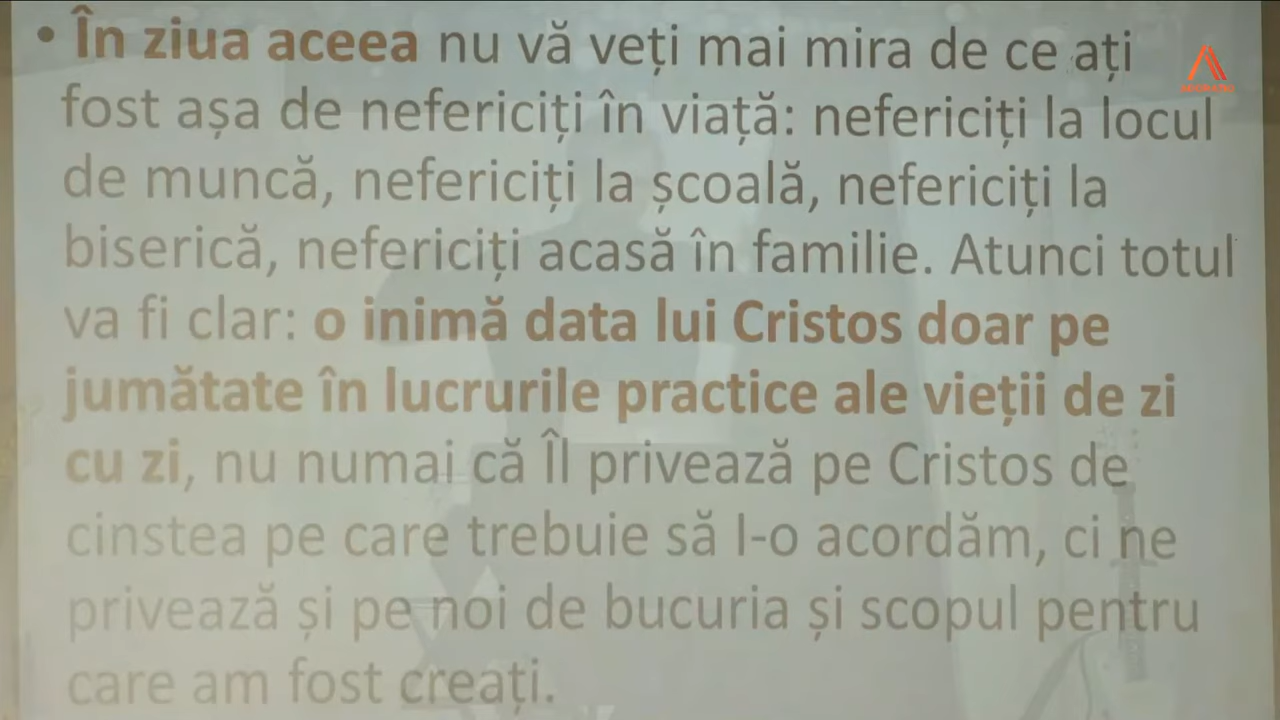 • În ziua aceea nu vă veți mai mira de ce ați
fost așa de nefericiți în viață: nefericiți la locul
de muncă, nefericiți la școală, nefericiți la
biserică, nefericiți acasă în familie. Atunci totul
va fi clar: o inimă data lui Cristos doar pe
jumătate în lucrurile practice ale vieții de zi
cu zi, nu numai că Îl privează pe Cristos de
cinstea pe care trebuie să I-o acordăm, ci ne
privează și pe noi de bucuria și scopul pentru
care am fost creați.